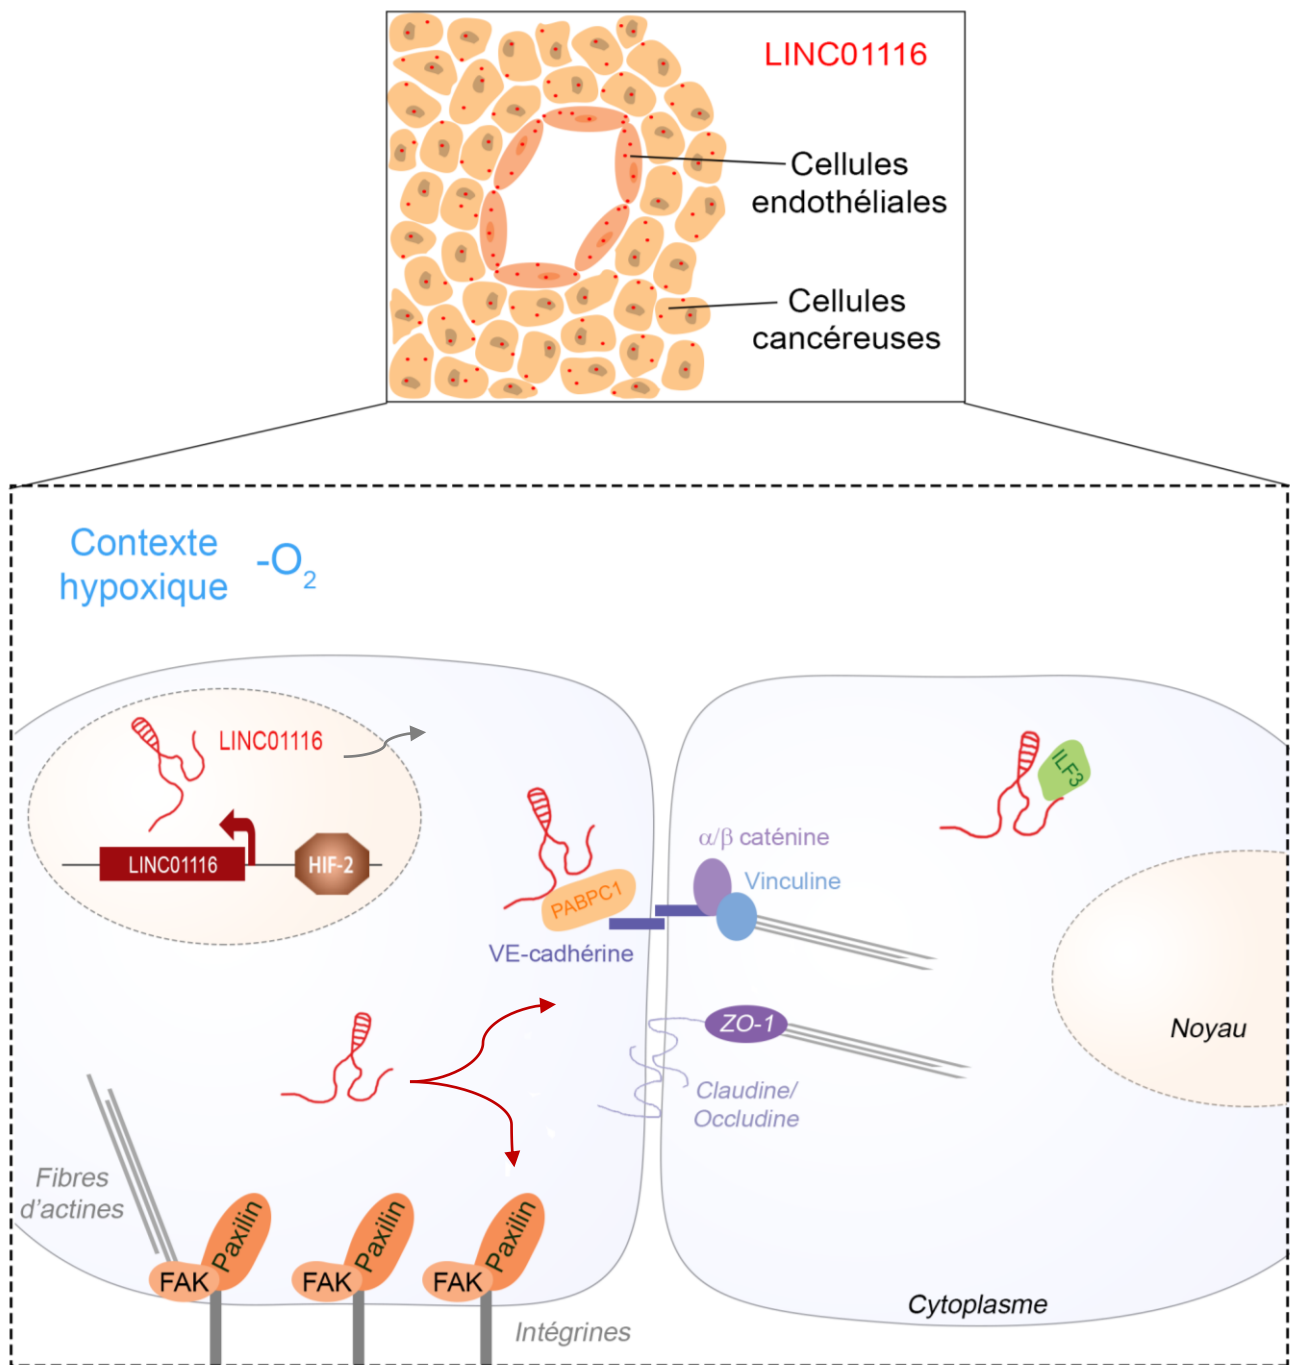 LINC01116
Cellules
endothéliales
Cellules
cancéreuses
Contexte
hypoxique
-O2
LINC01116
LINC01116
HIF-2
ILF3
α/β caténine
Vinculine
PABPC1
VE-cadhérine
ZO-1
Noyau
Claudine/
Occludine
Fibres
d'actines
Paxilin
Paxilin
Paxilin
FAK
FAK
FAK
Cytoplasme
Intégrines